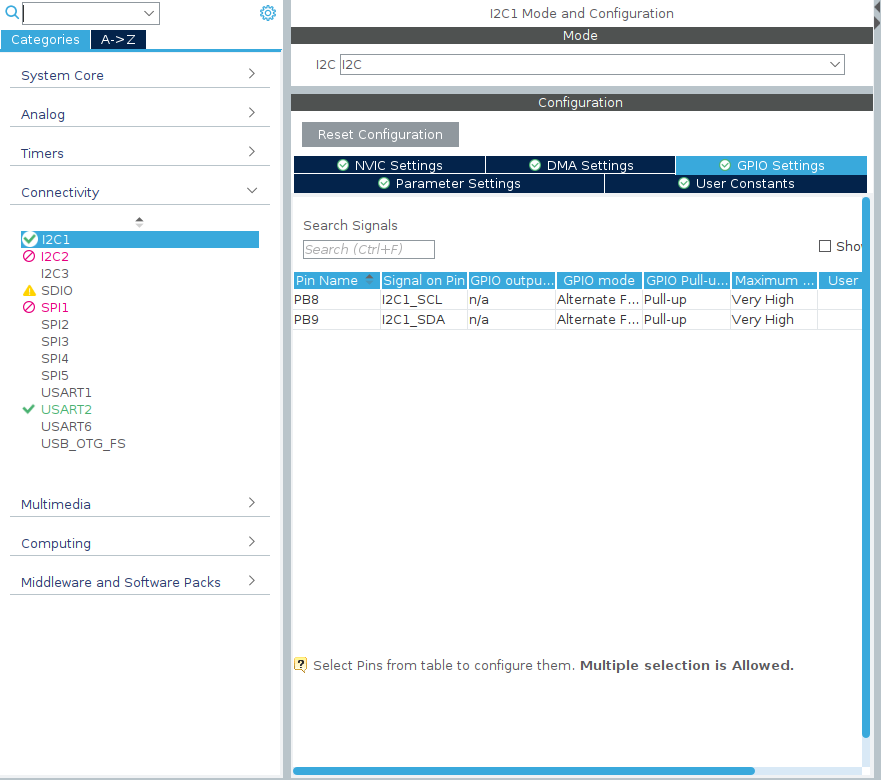 Categories A->Z
System Core
Analog
Timers
Connectivity
I2C1
I2C2
I2C3
SDIO
SPI1
SPI2
SPI3
SPI4
SPI5
USART1
USART2
USART6
USB_OTG_FS
Multimedia
Computing
Middleware and Software Packs
I2C1 Mode and Configuration
Mode
I2C I2C
Configuration
Reset Configuration
NVIC Settings DMA Settings GPIO Settings
Parameter Settings User Constants
Search Signals
Search (Ctrl+F)
Show
Pin Name Signal on Pin GPIO outpu... GPIO mode GPIO Pull-u... Maximum ... User
PB8 I2C1_SCL n/a Alternate F... Pull-up Very High
PB9 I2C1_SDA n/a Alternate F... Pull-up Very High
? Select Pins from table to configure them. Multiple selection is Allowed.